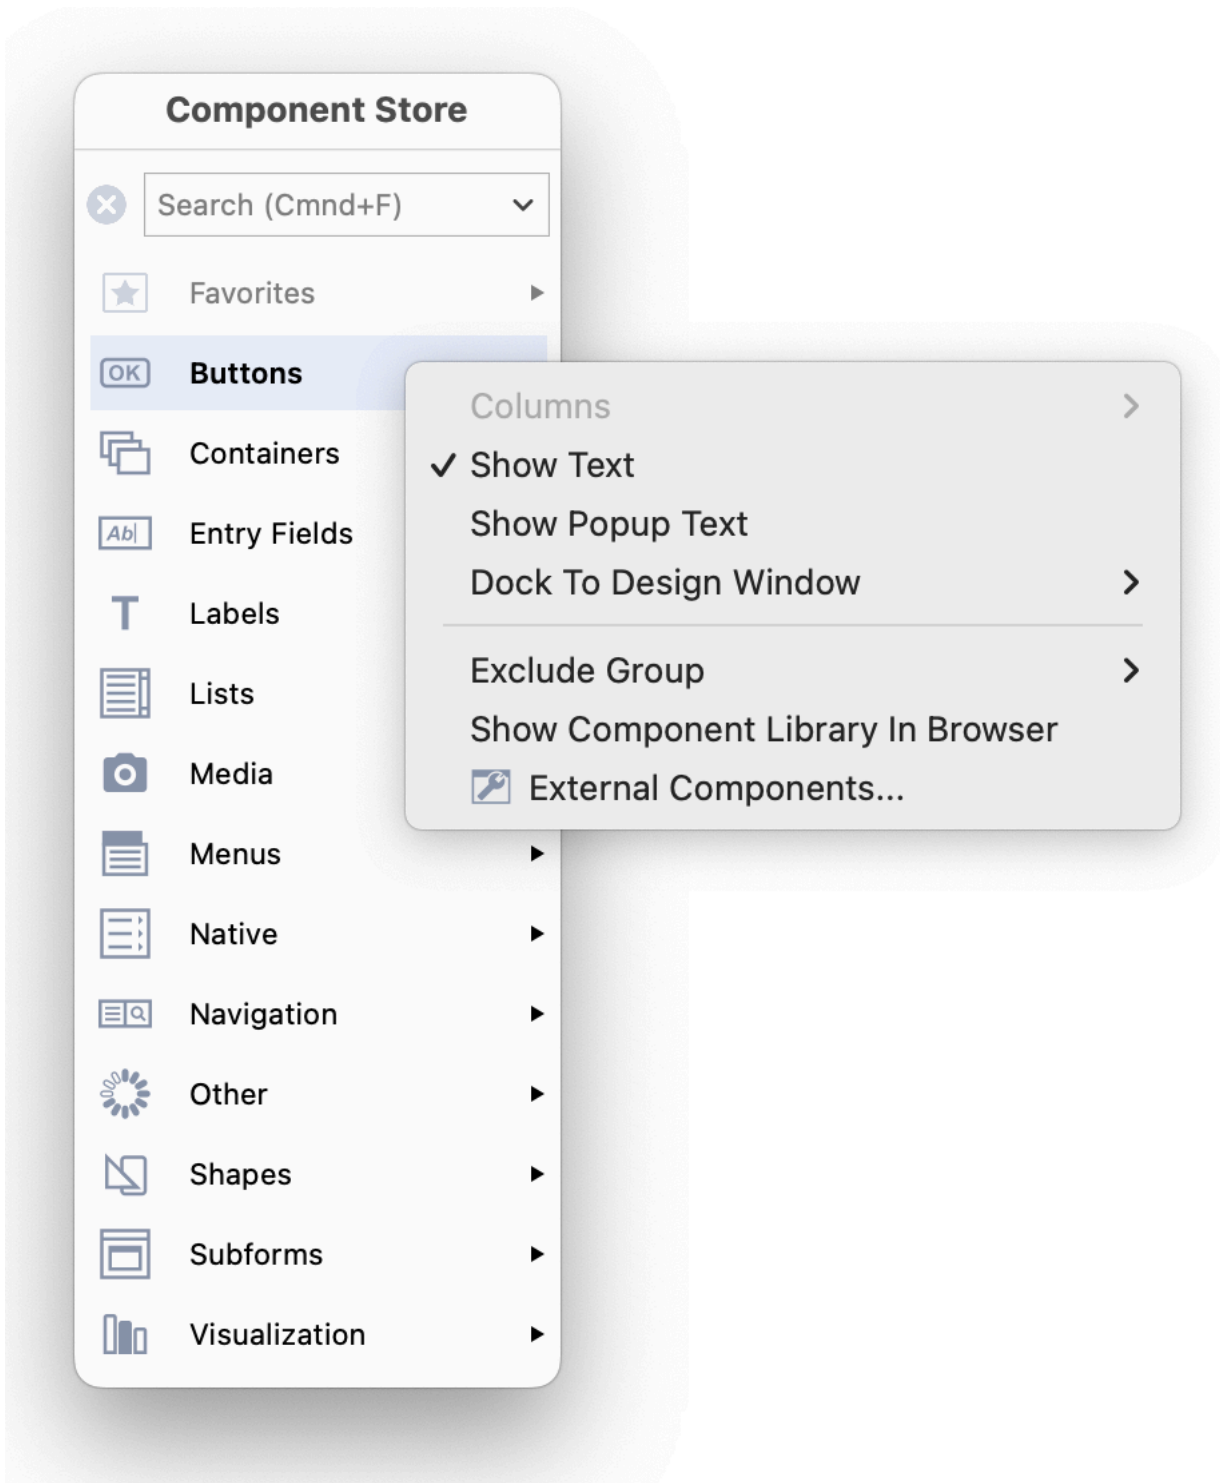 Component Store
Search (Cmnd+F)
Favorites
OK Buttons
Columns
Show Text
Show Popup Text
Dock To Design Window
Exclude Group
Show Component Library In Browser
External Components...
Containers
Ab Entry Fields
T Labels
Lists
Media
Menus
Native
Navigation
Other
Shapes
Subforms
Visualization